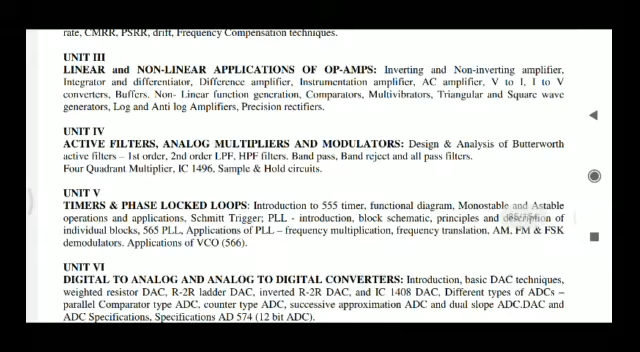 rate, CMRR, PSRR, drift, Frequency Compensation techniques.
UNIT III
LINEAR and NON-LINEAR APPLICATIONS OF OP-AMPS: Inverting and Non-inverting amplifier,
Integrator and differentiator, Difference amplifier, Instrumentation amplifier, AC amplifier, V to I, I to V
converters, Buffers. Non- Linear function generation, Comparators, Multivibrators, Triangular and Square wave
generators, Log and Anti log Amplifiers, Precision rectifiers.
UNIT IV
ACTIVE FILTERS, ANALOG MULTIPLIERS AND MODULATORS: Design & Analysis of Butterworth
active filters – 1st order, 2nd order LPF, HPF filters. Band pass, Band reject and all pass filters.
Four Quadrant Multiplier, IC 1496, Sample & Hold circuits.
UNIT V
TIMERS & PHASE LOCKED LOOPS: Introduction to 555 timer, functional diagram, Monostable and Astable
operations and applications, Schmitt Trigger; PLL - introduction, block schematic, principles and description of
individual blocks, 565 PLL, Applications of PLL – frequency multiplication, frequency translation, AM, FM & FSK
demodulators. Applications of VCO (566).
UNIT VI
DIGITAL TO ANALOG AND ANALOG TO DIGITAL CONVERTERS: Introduction, basic DAC techniques,
weighted resistor DAC, R-2R ladder DAC, inverted R-2R DAC, and IC 1408 DAC, Different types of ADCs –
parallel Comparator type ADC, counter type ADC, successive approximation ADC and dual slope ADC.DAC and
ADC Specifications, Specifications AD 574 (12 bit ADC).